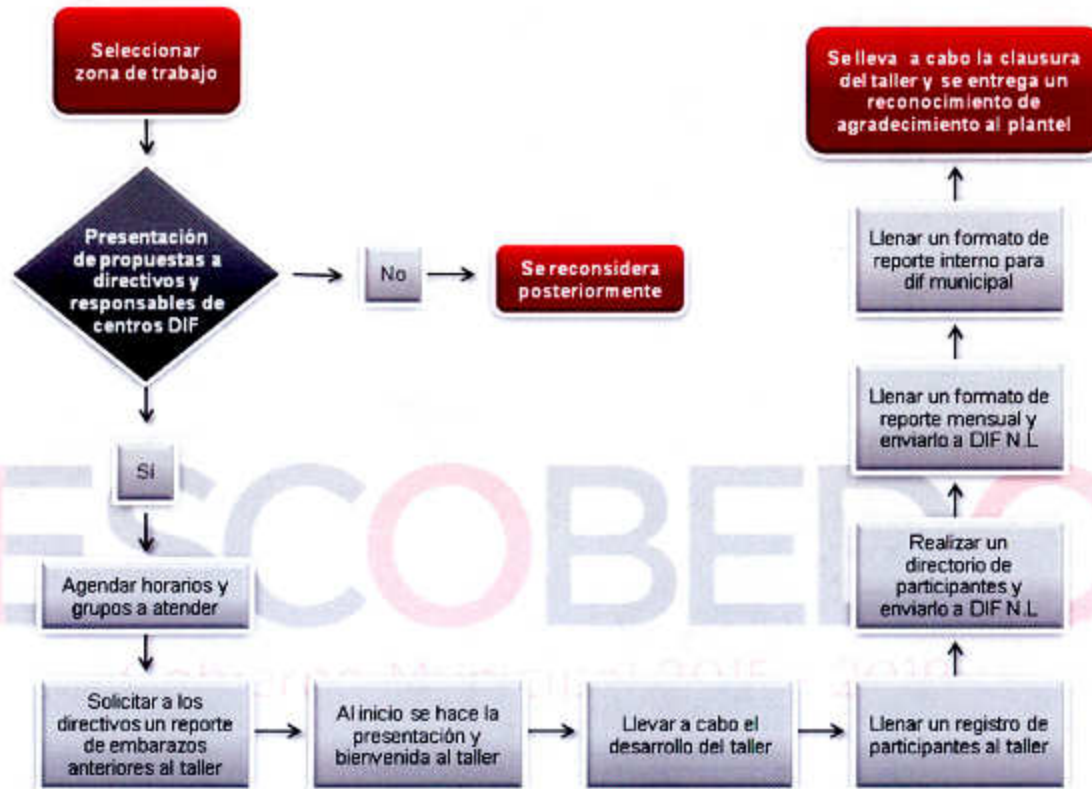 Seleccionar
zona de trabajo
Presentación
de propuestas a
directivos y
responsables de
centros DIF
No
Se reconsidera
posteriormente
Sí
Agendar horarios y
grupos a atender
Solicitar a los
directivos un reporte
de embarazos
anteriores al taller
Al inicio se hace la
presentación y
bienvenida al taller
Llevar a cabo el
desarrollo del taller
Llenar un registro de
participantes al taller
Realizar un
directorio de
participantes y
enviarlo a DIF N.L
Llenar un formato de
reporte mensual y
enviarlo a DIF N.L
Llenar un formato de
reporte interno para
dif municipal
Se lleva a cabo la clausura
del taller y se entrega un
reconocimiento de
agradecimiento al plantel
ESCOBEDO